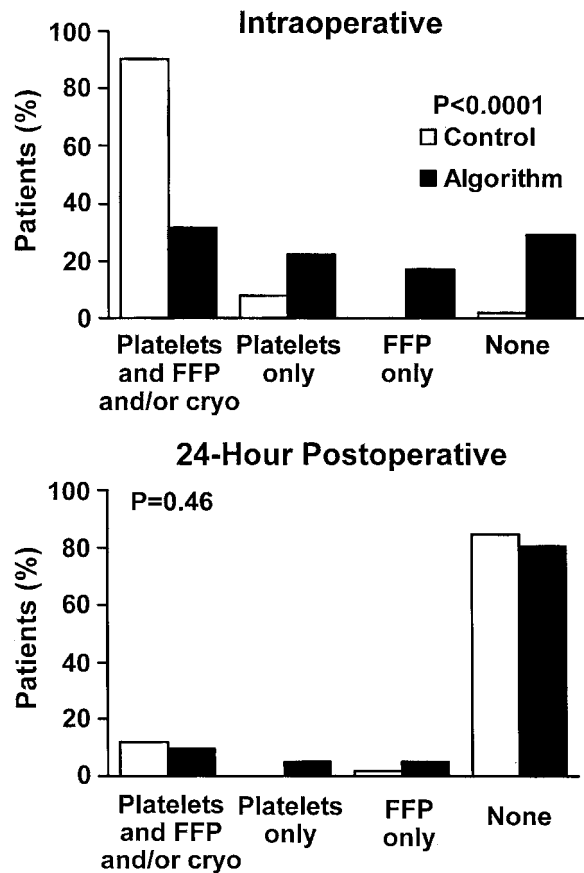 Intraoperative
100
80
60
40
20
0
Patients (%)
P<0.0001
Control
Algorithm
Platelets and FFP and/or cryo
Platelets only
FFP only
None
24-Hour Postoperative
100
80
60
40
20
0
Patients (%)
P=0.46
Platelets and FFP and/or cryo
Platelets only
FFP only
None